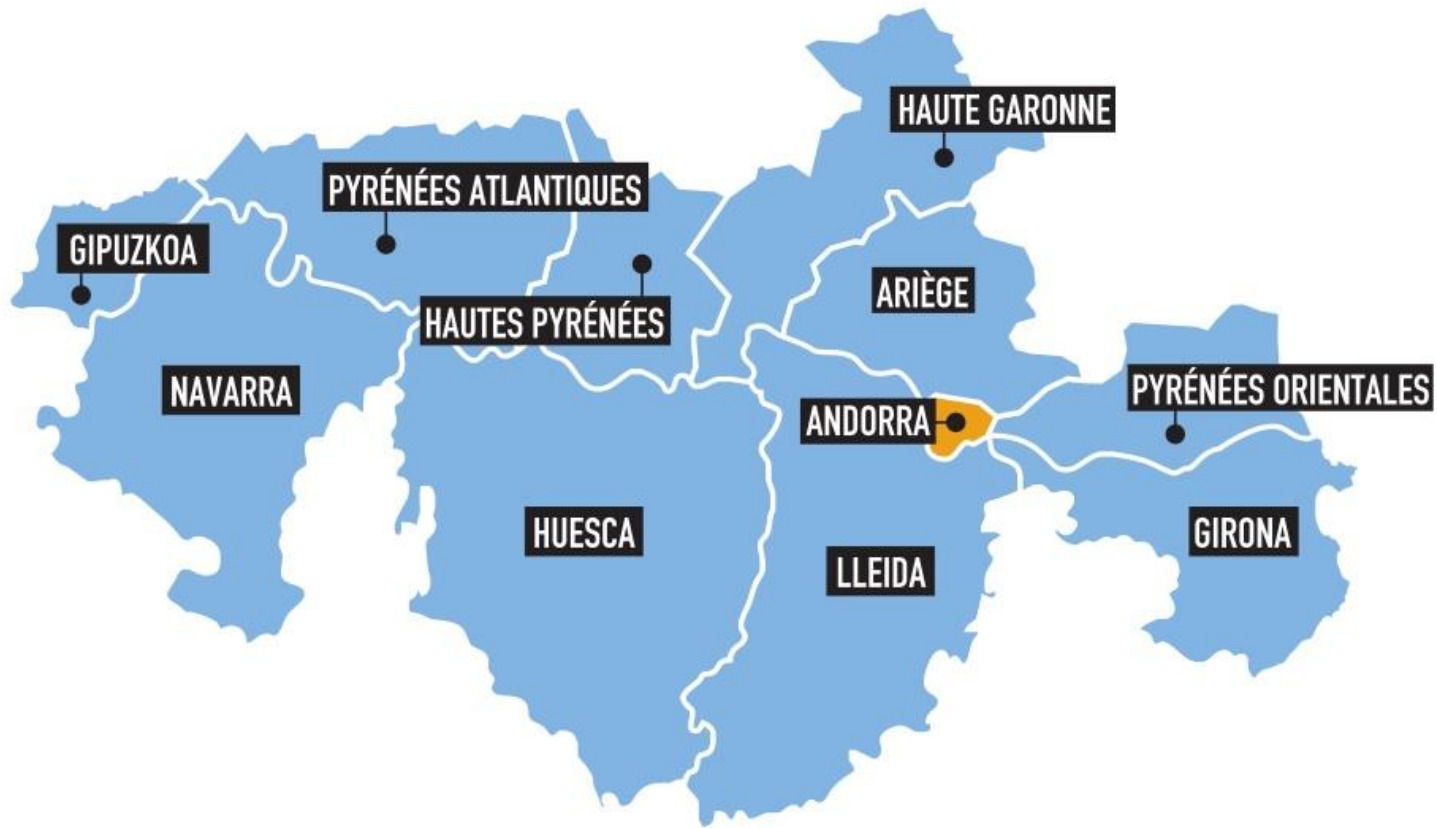 HAUTE GARONNE
PYRÉNÉES ATLANTIQUES
GIPUZKOA
ARIÈGE
HAUTES PYRÉNÉES
NAVARRA
PYRÉNÉES ORIENTALES
ANDORRA
HUESCA
GIRONA
LLEIDA